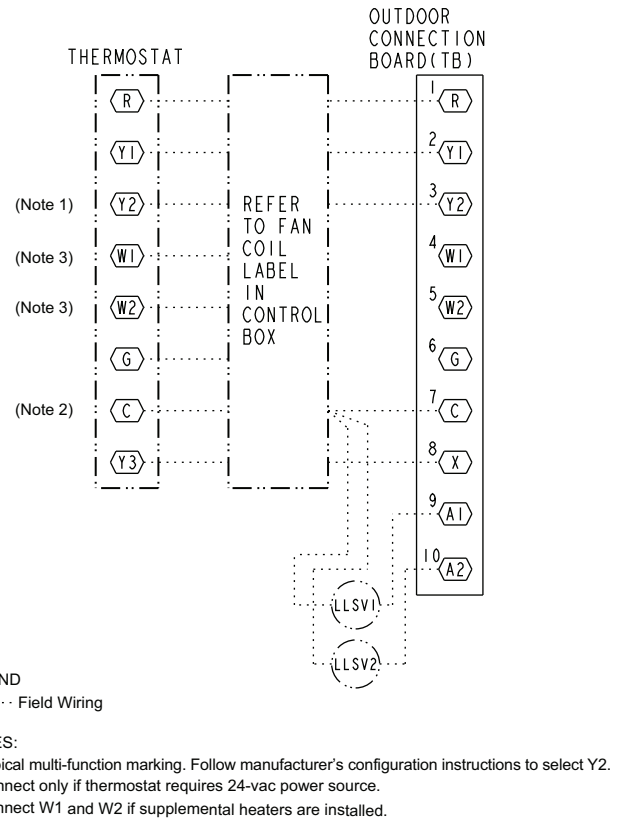 OUTDOOR
CONNECTION
BOARD(TB)
THERMOSTAT
R
1 R
Y1
2 Y1
(Note 1) Y2
3 Y2
(Note 3) W1
4 W1
(Note 3) W2
5 W2
G
6 G
(Note 2) C
7 C
Y3
8 X
9 A1
10 A2
REFER
TO FAN
COIL
LABEL
IN
CONTROL
BOX
LLSV1
LLSV2
ND
Field Wiring
ES:
pical multi-function marking. Follow manufacturer's configuration instructions to select Y2.
nnect only if thermostat requires 24-vac power source.
nnect W1 and W2 if supplemental heaters are installed.